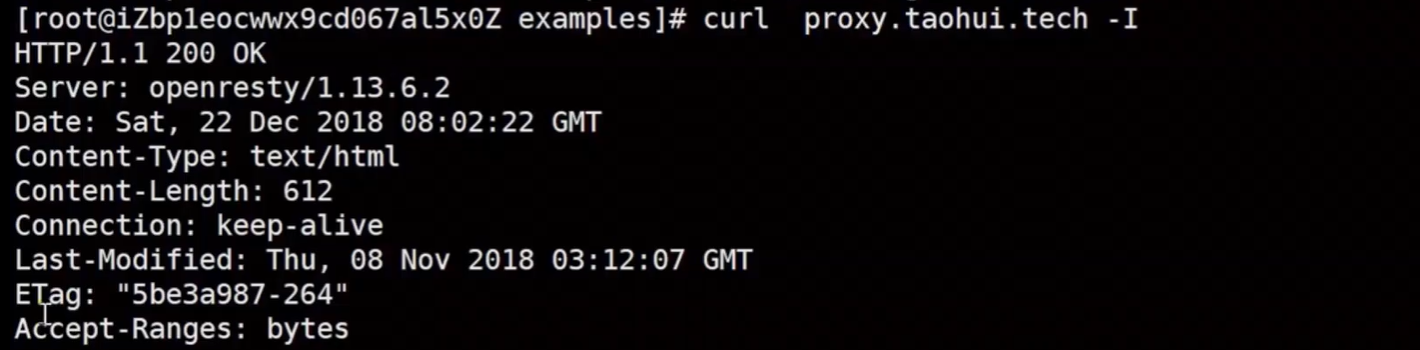 [root@iZbp1eocwwx9cd067al5x0Z examples]# curl  proxy.taohui.tech -I
HTTP/1.1 200 OK
Server: openresty/1.13.6.2
Date: Sat, 22 Dec 2018 08:02:22 GMT
Content-Type: text/html
Content-Length: 612
Connection: keep-alive
Last-Modified: Thu, 08 Nov 2018 03:12:07 GMT
ETag: "5be3a987-264"
Accept-Ranges: bytes